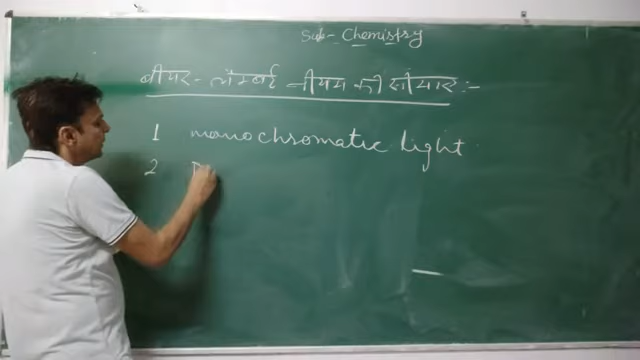 Sub- Chemistry
बीयर - लेम्बर्ट नीयम की सीमाऐं :-
1 monochromatic light
2